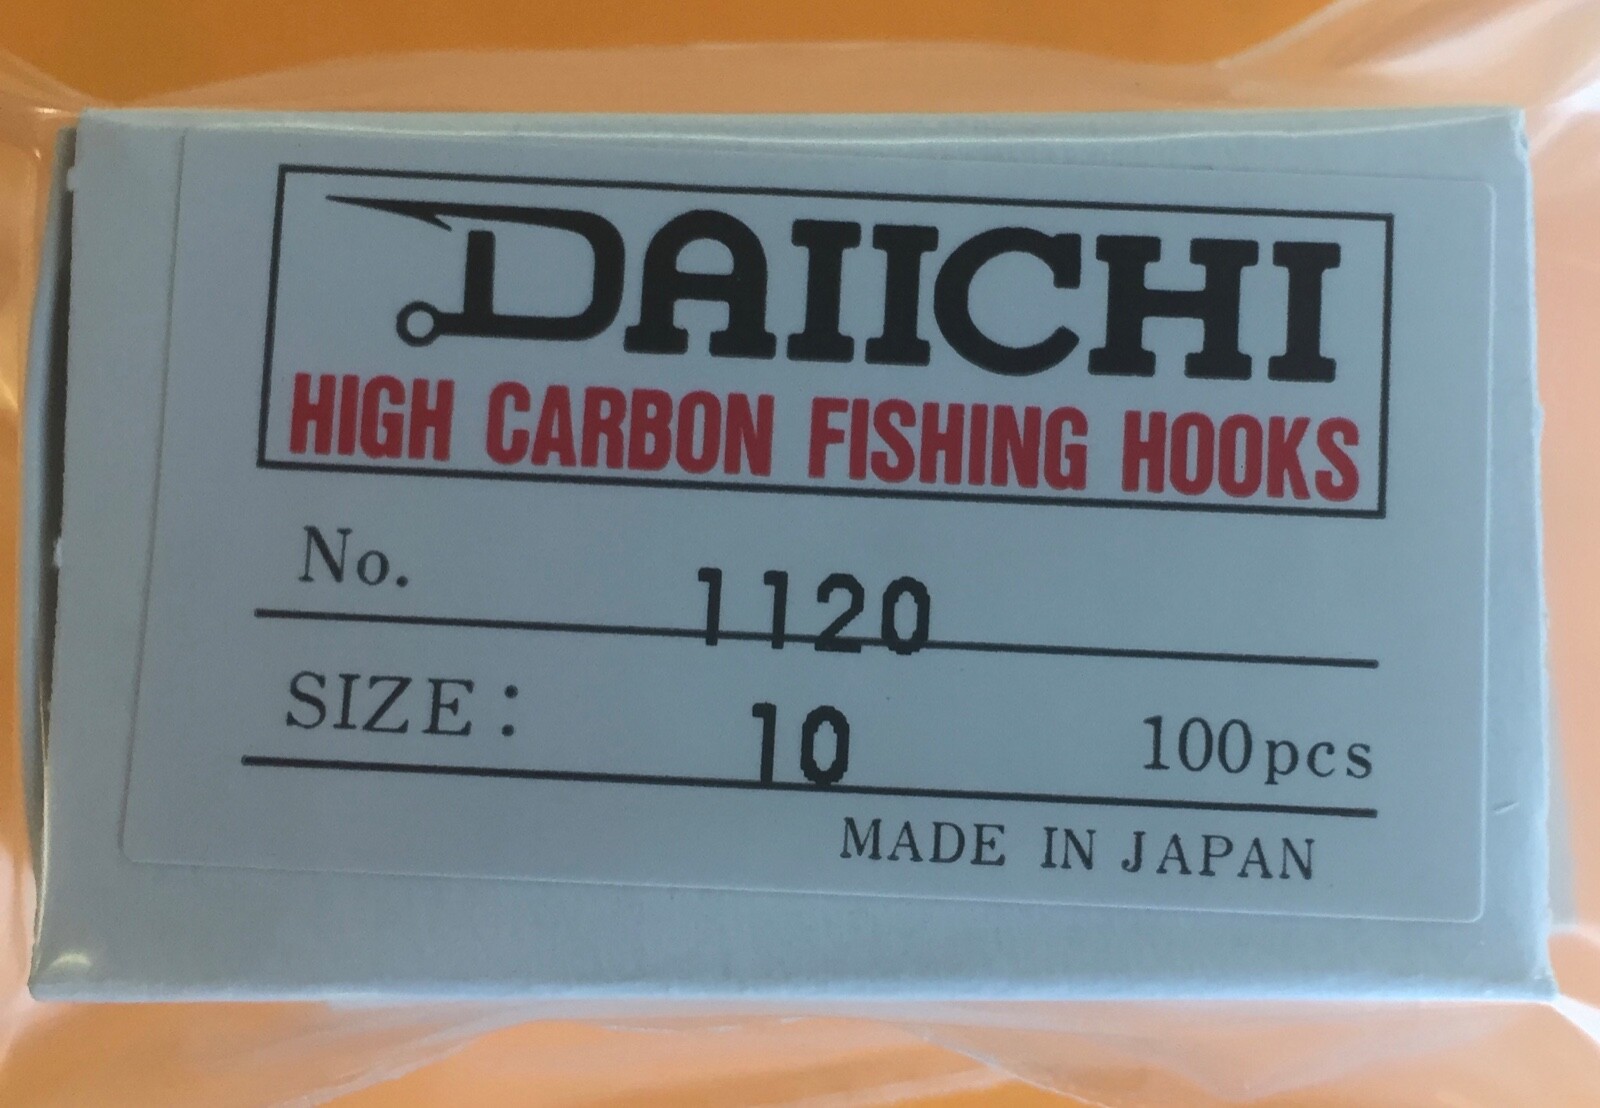 DAIICHI
HIGH CARBON FISHING HOOKS
No. 1120
SIZE: 10 100pcs
MADE IN JAPAN